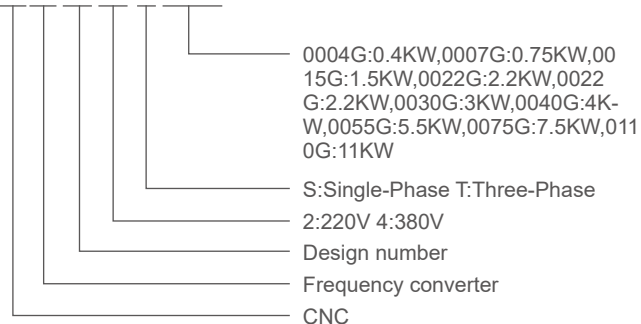 0004G:0.4KW,0007G:0.75KW,00
15G:1.5KW,0022G:2.2KW,0022
G:2.2KW,0030G:3KW,0040G:4K-
W,0055G:5.5KW,0075G:7.5KW,011
0G:11KW
S:Single-Phase T:Three-Phase
2:220V 4:380V
Design number
Frequency converter
CNC